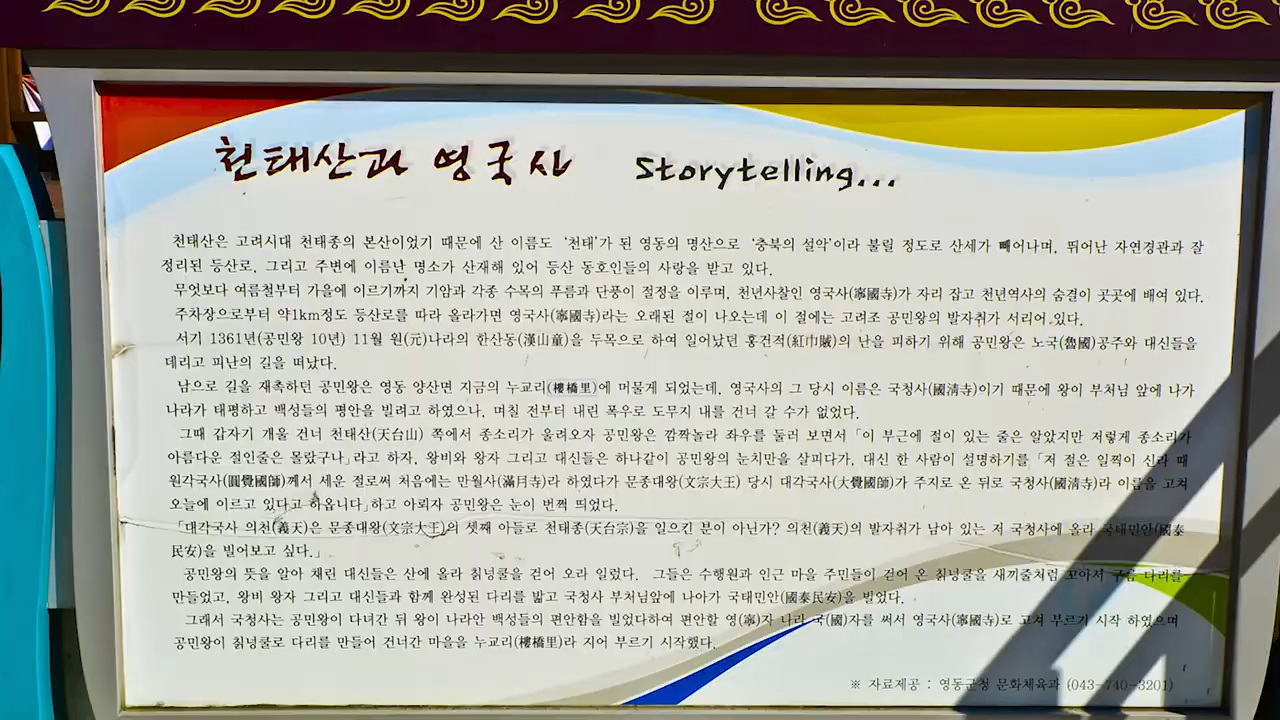 천태산과 영국사 Storytelling...
천태산은 고려시대 천태종의 본산이었기 때문에 산 이름도 '천태'가 된 영동의 명산으로 '충북의 설악'이라 불릴 정도로 산세가 빼어나며, 뛰어난 자연경관과 잘
정리된 등산로, 그리고 주변에 이름난 명소가 산재해 있어 등산 동호인들의 사랑을 받고 있다.
무엇보다 여름철부터 가을에 이르기까지 기암과 각종 수목의 푸름과 단풍이 절정을 이루며, 천년사찰인 영국사(寧國寺)가 자리 잡고 천년역사의 숨결이 곳곳에 배여 있다.
주차장으로부터 약1km정도 등산로를 따라 올라가면 영국사(寧國寺)라는 오래된 절이 나오는데 이 절에는 고려조 공민왕의 발자취가 서리어 있다.
서기 1361년(공민왕 10년) 11월 원(元)나라의 한산동(漢山童)을 두목으로 하여 일어났던 홍건적(紅巾賊)의 난을 피하기 위해 공민왕은 노국(魯國)공주와 대신들을
데리고 피난의 길을 떠났다.
남으로 길을 재촉하던 공민왕은 영동 양산면 지금의 누교리(樓橋里)에 머물게 되었는데, 영국사의 그 당시 이름은 국청사(國淸寺)이기 때문에 왕이 부처님 앞에 나가
나라가 태평하고 백성들의 평안을 빌려고 하였으나, 며칠 전부터 내린 폭우로 도무지 내를 건너 갈 수가 없었다.
그때 갑자기 개울 건너 천태산(天台山) 쪽에서 종소리가 울려오자 공민왕은 깜짝놀라 좌우를 둘러 보면서「이 부근에 절이 있는 줄은 알았지만 저렇게 종소리가
아름다운 절인줄은 몰랐구나」라고 하자, 왕비와 왕자 그리고 대신들은 하나같이 공민왕의 눈치만을 살피다가, 대신 한 사람이 설명하기를「저 절은 일찍이 신라 때
원각국사(圓覺國師)께서 세운 절로써 처음에는 만월사(滿月寺)라 하였다가 문종대왕(文宗大王) 당시 대각국사(大覺國師)가 주지로 온 뒤로 국청사(國淸寺)라 이름을 고쳐
오늘에 이르고 있다고 하옵니다」하고 아뢰자 공민왕은 눈이 번쩍 띄었다.
「대각국사 의천(義天)은 문종대왕(文宗大王)의 셋째 아들로 천태종(天台宗)을 일으킨 분이 아닌가? 의천(義天)의 발자취가 남아 있는 저 국청사에 올라 국태민안(國泰
民安)을 빌어보고 싶다.」
공민왕의 뜻을 알아 채린 대신들은 산에 올라 칡넝쿨을 걷어 오라 일렀다. 그들은 수행원과 인근 마을 주민들이 걷어 온 칡넝쿨을 새끼줄처럼 꼬아서 구름 다리를
만들었고, 왕비 왕자 그리고 대신들과 함께 완성된 다리를 밟고 국청사 부처님앞에 나아가 국태민안(國泰民安)을 빌었다.
그래서 국청사는 공민왕이 다녀간 뒤 왕이 나라안 백성들의 편안함을 빌었다하여 편안할 영(寧)자 나라 국(國)자를 써서 영국사(寧國寺)로 고쳐 부르기 시작 하였으며
공민왕이 칡넝쿨로 다리를 만들어 건너간 마을을 누교리(樓橋里)라 지어 부르기 시작했다.
※ 자료제공 : 영동군청 문화체육과 (043-740-3201)